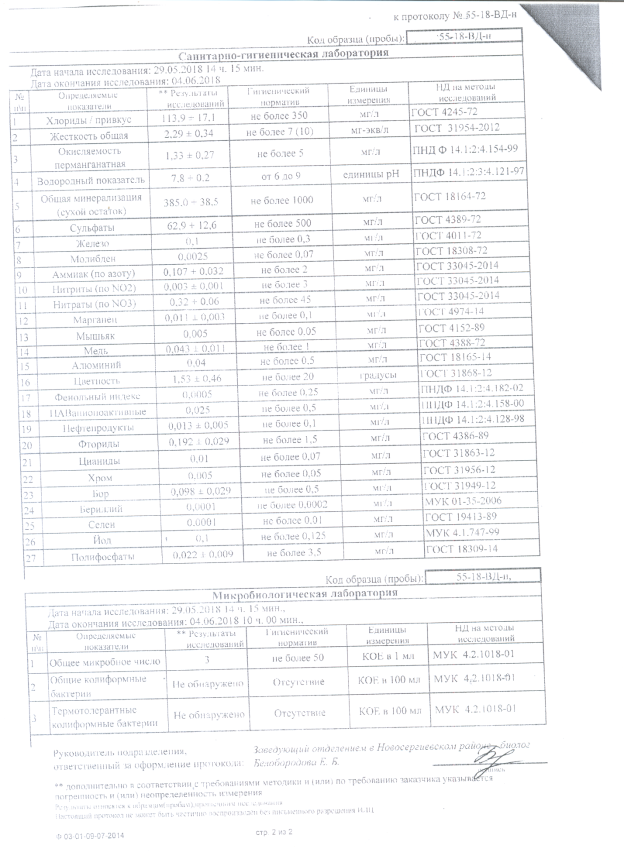 к протоколу № 55-18-ВД-н
Код образца (пробы): 55-18-ВД-н
Санитарно-гигиеническая лаборатория
Дата начала исследования: 29.05.2018 14 ч. 15 мин.
Дата окончания исследования: 04.06.2018
№ п\п Определяемые показатели ** Результаты исследований Гигиенический норматив Единицы измерения НД на методы исследований
1 Хлориды / привкус 113,9 ± 17,1 не более 350 мг/л ГОСТ 4245-72
2 Жесткость общая 2,29 ± 0,34 не более 7 (10) мг-экв/л ГОСТ 31954-2012
3 Окисляемость перманганатная 1,33 ± 0,27 не более 5 мг/л ПНД Ф 14.1:2:4.154-99
4 Водородный показатель 7,8 ± 0,2 от 6 до 9 единицы рН ПНДФ 14.1:2:3:4.121-97
5 Общая минерализация (сухой остаток) 385,0 ± 38,5 не более 1000 мг/л ГОСТ 18164-72
6 Сульфаты 62,9 ± 12,6 не более 500 мг/л ГОСТ 4389-72
7 Железо 0,1 не более 0,3 мг/л ГОСТ 4011-72
8 Молибден 0,0025 не более 0,07 мг/л ГОСТ 18308-72
9 Аммиак (по азоту) 0,107 ± 0,032 не более 2 мг/л ГОСТ 33045-2014
10 Нитриты (по NO2) 0,003 ± 0,001 не более 3 мг/л ГОСТ 33045-2014
11 Нитраты (по NO3) 0,32 ± 0,06 не более 45 мг/л ГОСТ 33045-2014
12 Марганец 0,011 ± 0,003 не более 0,1 мг/л ГОСТ 4974-14
13 Мышьяк 0,005 не более 0,05 мг/л ГОСТ 4152-89
14 Медь 0,043 ± 0,011 не более 1 мг/л ГОСТ 4388-72
15 Алюминий 0,04 не более 0,5 мг/л ГОСТ 18165-14
16 Цветность 1,53 ± 0,46 не более 20 градусы ГОСТ 31868-12
17 Фенольный индекс 0,0005 не более 0,25 мг/л ПНДФ 14.1:2:4.182-02
18 ПАВанионоактивные 0,025 не более 0,5 мг/л ПНДФ 14.1:2:4.158-00
19 Нефтепродукты 0,013 ± 0,005 не более 0,1 мг/л ПНДФ 14.1:2:4.128-98
20 Фториды 0,192 ± 0,029 не более 1,5 мг/л ГОСТ 4386-89
21 Цианиды 0,01 не более 0,07 мг/л ГОСТ 31863-12
22 Хром 0,005 не более 0,05 мг/л ГОСТ 31956-12
23 Бор 0,098 ± 0,029 не более 0,5 мг/л ГОСТ 31949-12
24 Бериллий 0,0001 не более 0,0002 мг/л МУК 01-35-2006
25 Селен 0,0001 не более 0,01 мг/л ГОСТ 19413-89
26 Йод 0,1 не более 0,125 мг/л МУК 4.1.747-99
27 Полифосфаты 0,022 ± 0,009 не более 3,5 мг/л ГОСТ 18309-14
Код образца (пробы): 55-18-ВД-н,
Микробиологическая лаборатория
Дата начала исследования: 29.05.2018 14 ч. 15 мин.,
Дата окончания исследования: 04.06.2018 10 ч. 00 мин.,
№ п\п Определяемые показатели ** Результаты исследований Гигиенический норматив Единицы измерения НД на методы исследований
1 Общее микробное число 3 не более 50 КОЕ в 1 мл МУК 4.2.1018-01
2 Общие колиформные бактерии Не обнаружено Отсутствие КОЕ в 100 мл МУК 4.2.1018-01
3 Термотолерантные колиформные бактерии Не обнаружено Отсутствие КОЕ в 100 мл МУК 4.2.1018-01
Руководитель подразделения, Заведующий отделением в Новосергиевском районе, биолог
ответственный за оформление протокола: Белобородова Е. Б.
** дополнительно в соответствии с требованиями методики и (или) по требованию заказчика указывается
погрешность и (или) неопределенность измерения
Настоящий протокол не может быть частично воспроизведен без письменного разрешения ИЛЦ
Ф 03-01-09-07-2014 стр. 2 из 2